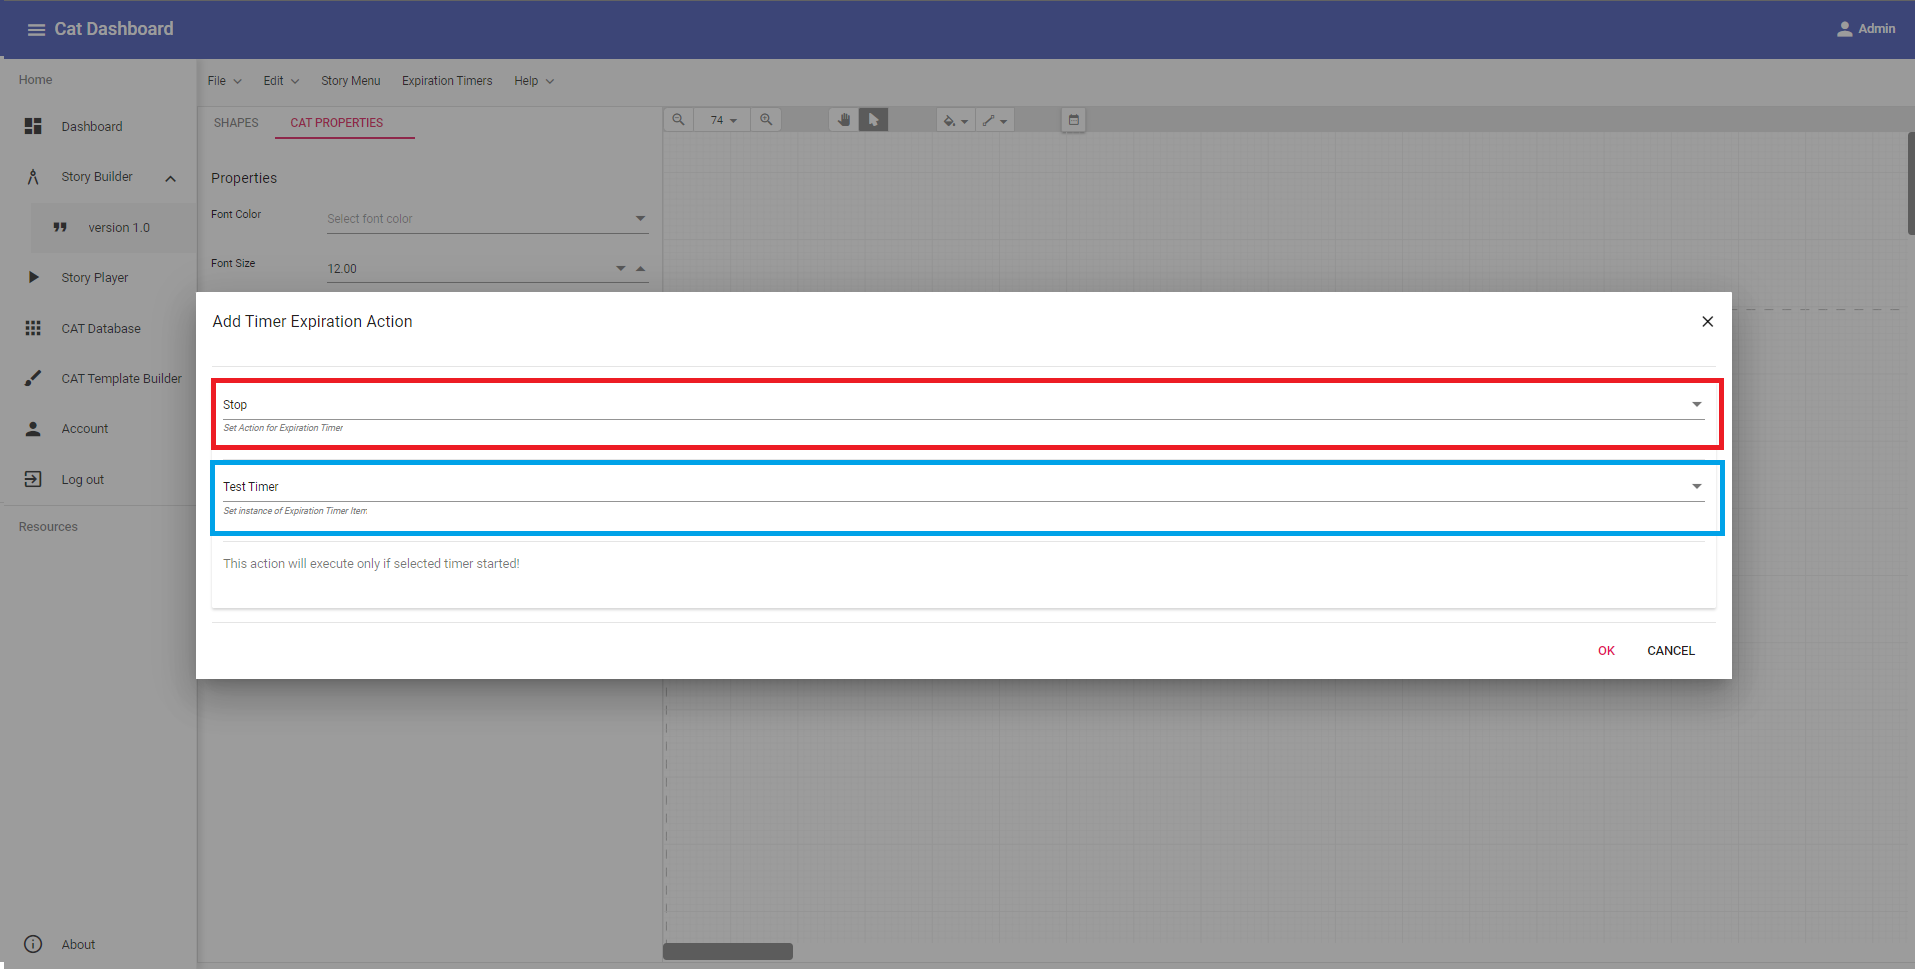 Cat Dashboard
Admin
Home
File
Edit
Story Menu
Expiration Timers
Help
Dashboard
Story Builder
version 1.0
Story Player
CAT Database
CAT Template Builder
Account
Log out
Resources
About
SHAPES
CAT PROPERTIES
74
Properties
Font Color
Select font color
Font Size
12.00
Add Timer Expiration Action
Stop
Set Action for Expiration Timer
Test Timer
Set instance of Expiration Timer Item
This action will execute only if selected timer started!
OK
CANCEL